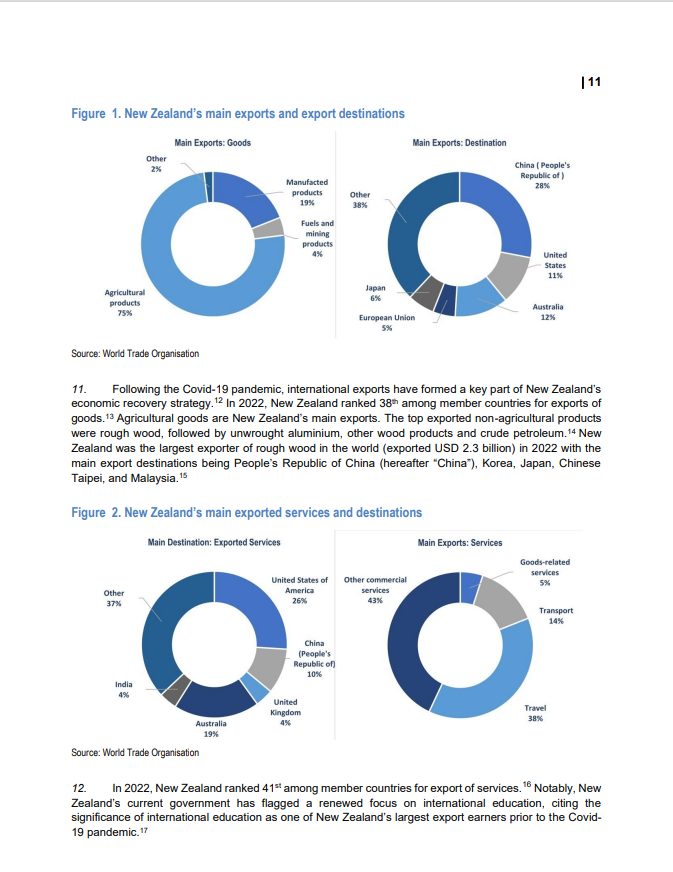 | 11
Figure 1. New Zealand's main exports and export destinations
Main Exports: Goods
Other
2%
Manufacted
products
19%
Fuels and
mining
products
4%
Agricultural
products
75%
Main Exports: Destination
China ( People's
Republic of )
28%
Other
38%
United
States
11%
Japan
6%
Australia
12%
European Union
5%
Source: World Trade Organisation
11. Following the Covid-19 pandemic, international exports have formed a key part of New Zealand's
economic recovery strategy.12 In 2022, New Zealand ranked 38th among member countries for exports of
goods.13 Agricultural goods are New Zealand's main exports. The top exported non-agricultural products
were rough wood, followed by unwrought aluminium, other wood products and crude petroleum.14 New
Zealand was the largest exporter of rough wood in the world (exported USD 2.3 billion) in 2022 with the
main export destinations being People's Republic of China (hereafter "China"), Korea, Japan, Chinese
Taipei, and Malaysia.15
Figure 2. New Zealand's main exported services and destinations
Main Destination: Exported Services
United States of
America
26%
Other
37%
China
(People's
Republic of)
10%
India
4%
United
Kingdom
4%
Australia
19%
Main Exports: Services
Goods-related
services
5%
Other commercial
services
43%
Transport
14%
Travel
38%
Source: World Trade Organisation
12. In 2022, New Zealand ranked 41st among member countries for export of services.16 Notably, New
Zealand's current government has flagged a renewed focus on international education, citing the
significance of international education as one of New Zealand's largest export earners prior to the Covid-
19 pandemic.17